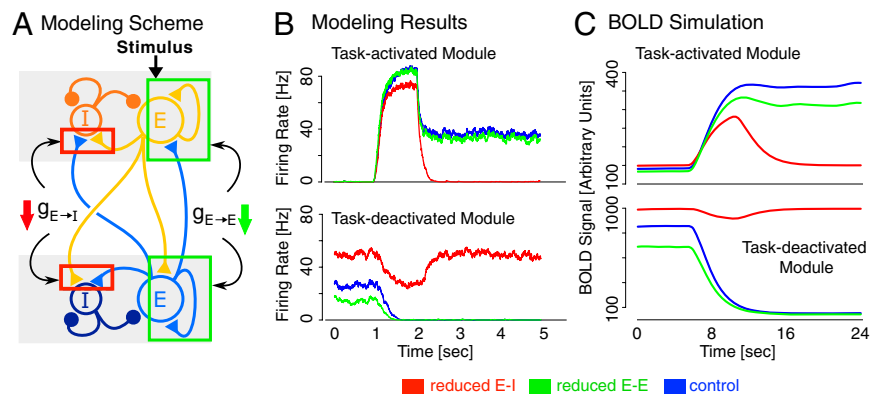 A Modeling Scheme
Stimulus
I
E
g E→I
g E→E
I
E
B Modeling Results
Task-activated Module
Firing Rate [Hz]
80
40
0
Task-deactivated Module
Firing Rate [Hz]
80
40
0
0 1 2 3 4 5
Time [sec]
C BOLD Simulation
Task-activated Module
BOLD Signal [Arbitrary Units]
400
100
1000
100
Task-deactivated
Module
0 8 16 24
Time [sec]
reduced E-I reduced E-E control